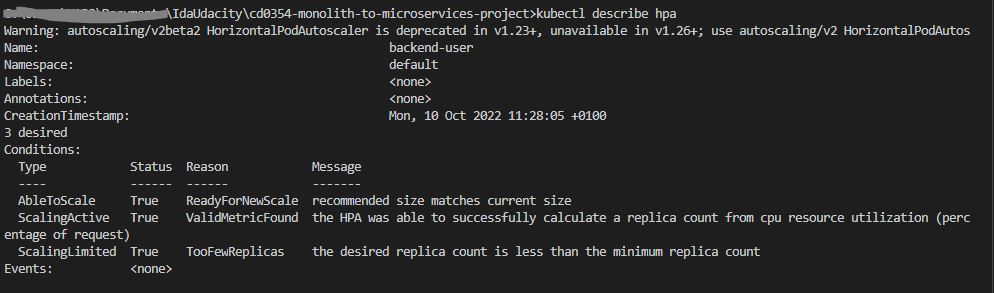 \IdaUdacity\cd0354-monolith-to-microservices-project>kubectl describe hpa
Warning: autoscaling/v2beta2 HorizontalPodAutoscaler is deprecated in v1.23+, unavailable in v1.26+; use autoscaling/v2 HorizontalPodAutos
Name: backend-user
Namespace: default
Labels: <none>
Annotations: <none>
CreationTimestamp: Mon, 10 Oct 2022 11:28:05 +0100
3 desired
Conditions:
Type Status Reason Message
---- ------ ------ -------
AbleToScale True ReadyForNewScale recommended size matches current size
ScalingActive True ValidMetricFound the HPA was able to successfully calculate a replica count from cpu resource utilization (perc
entage of request)
ScalingLimited True TooFewReplicas the desired replica count is less than the minimum replica count
Events: <none>